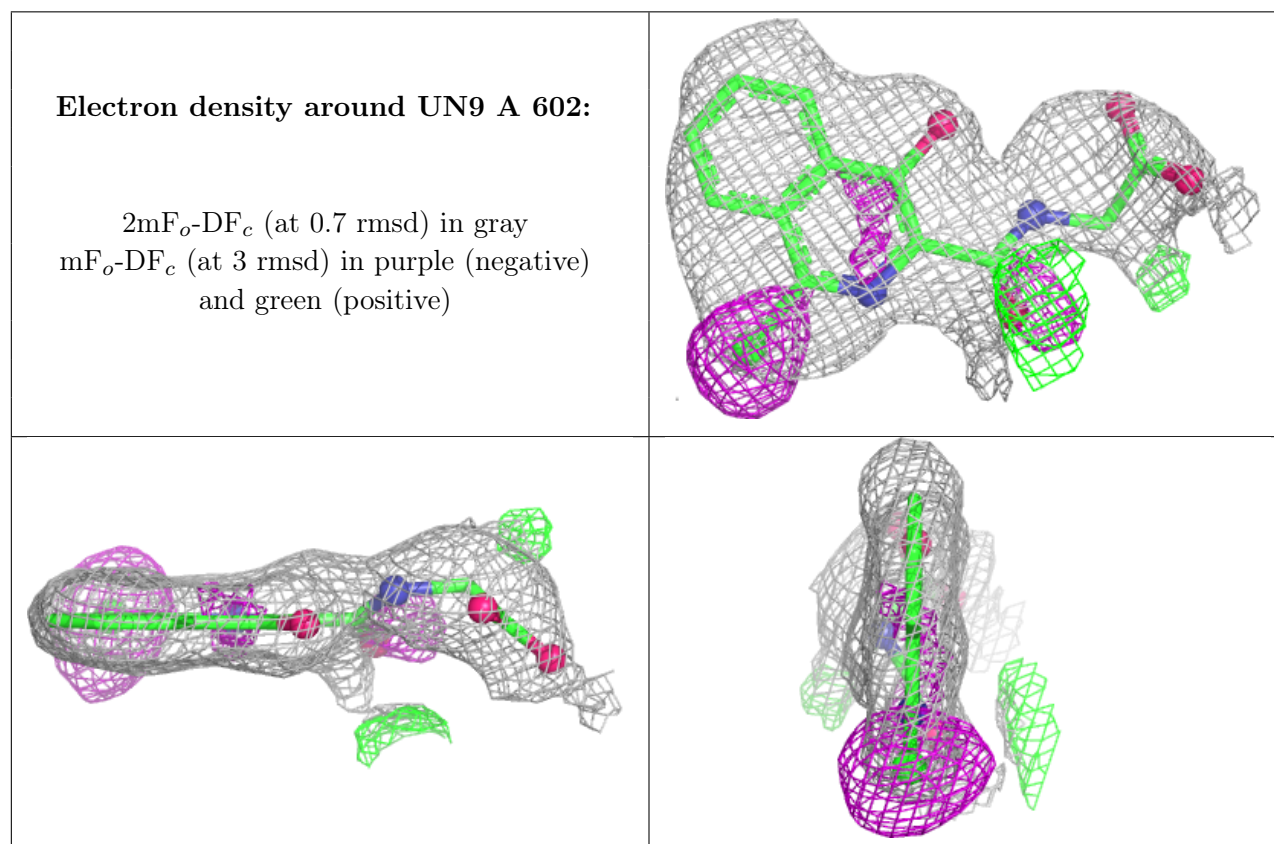 Electron density around UN9 A 602:
2mFo-DFc (at 0.7 rmsd) in gray
mFo-DFc (at 3 rmsd) in purple (negative)
and green (positive)